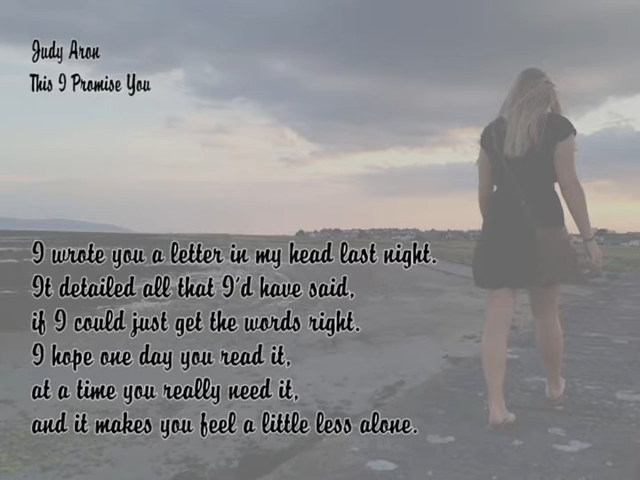 Judy Aron
This I Promise You
I wrote you a letter in my head last night.
It detailed all that I'd have said,
if I could just get the words right.
I hope one day you read it,
at a time you really need it,
and it makes you feel a little less alone.